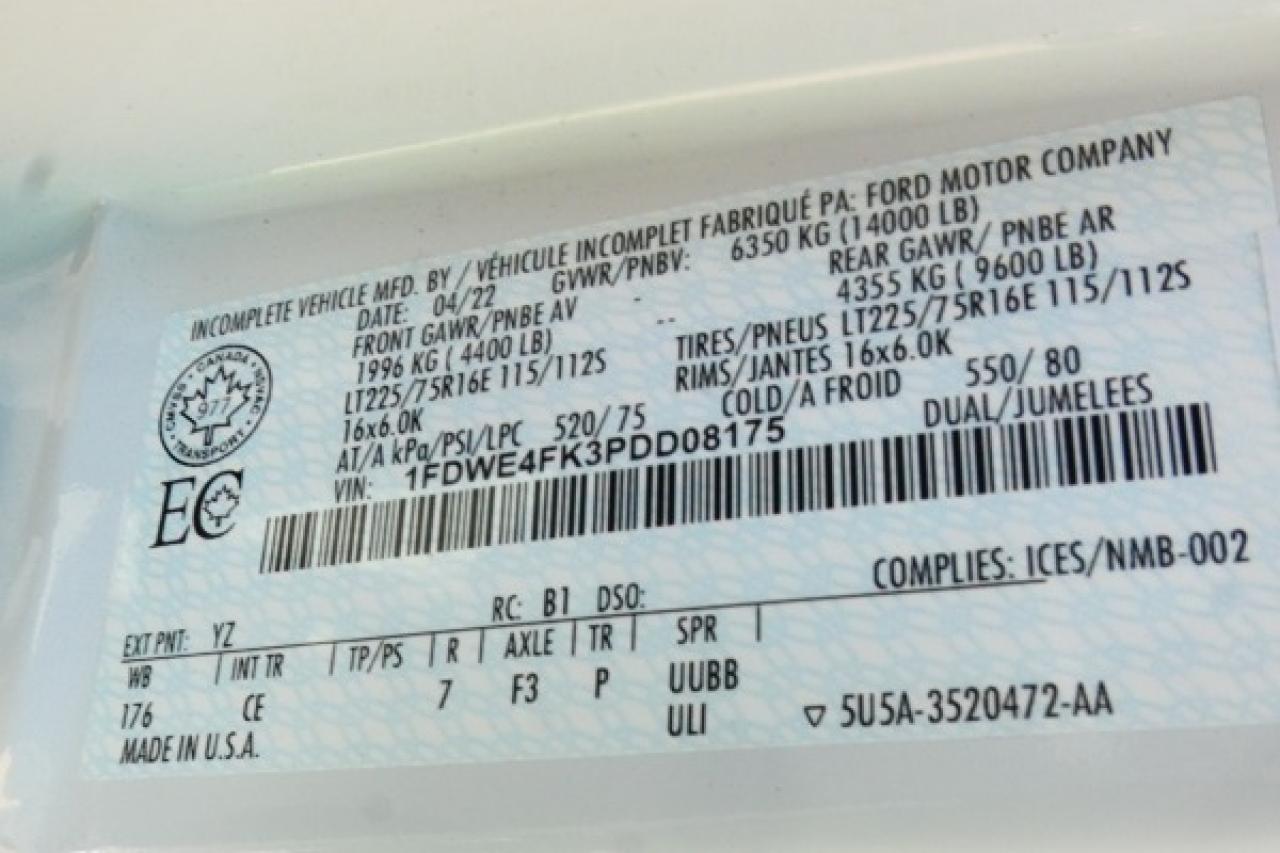 INCOMPLETE VEHICLE MFD. BY / VÉHICULE INCOMPLET FABRIQUÉ PA: FORD MOTOR COMPANY
DATE: 04/22 GVWR/PNBV: 6350 KG (14000 LB)
FRONT GAWR/PNBE AV REAR GAWR/ PNBE AR
1996 KG ( 4400 LB) -- - 4355 KG ( 9600 LB)
LT225/75R16E 115/112S TIRES/PNEUS LT225/75R16E 115/112S
16x6.0K RIMS/JANTES 16x6.0K
AT/A kPa/PSI/LPC 520/ 75 COLD/A FROID 550/ 80
VIN: 1FDWE4FK3PDD08175 DUAL/JUMELEES
CMVSS • CANADA • NSVAC • TRANSPORT •
977
EC
COMPLIES: ICES/NMB-002
RC: B1 DSO:
EXT PNT: YZ
WB | INT TR | TP/PS | R | AXLE | TR | SPR |
176 CE 7 F3 P UUBB
ULI ▽ 5U5A-3520472-AA
MADE IN U.S.A.